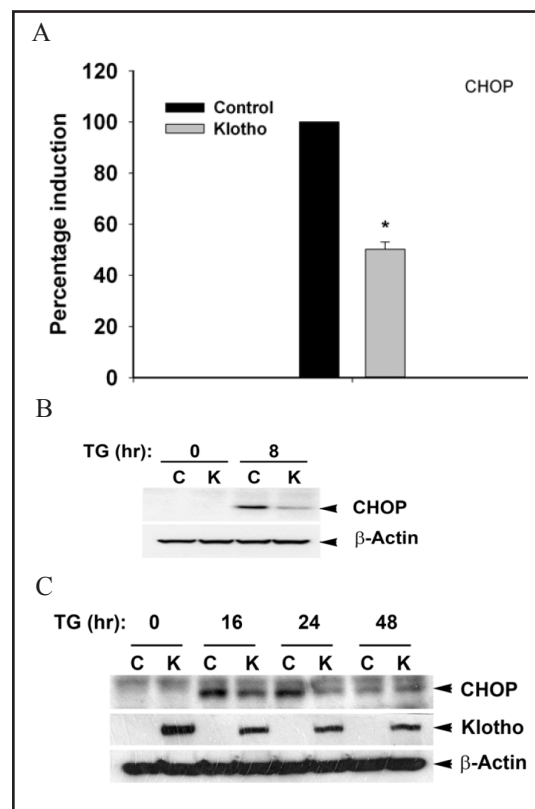 A
120
100
80
60
40
20
0
Percentage induction
Control
Klotho
CHOP
*
B
TG (hr): 0 8
C K C K
CHOP
β-Actin
C
TG (hr): 0 16 24 48
C K C K C K C K
CHOP
Klotho
β-Actin